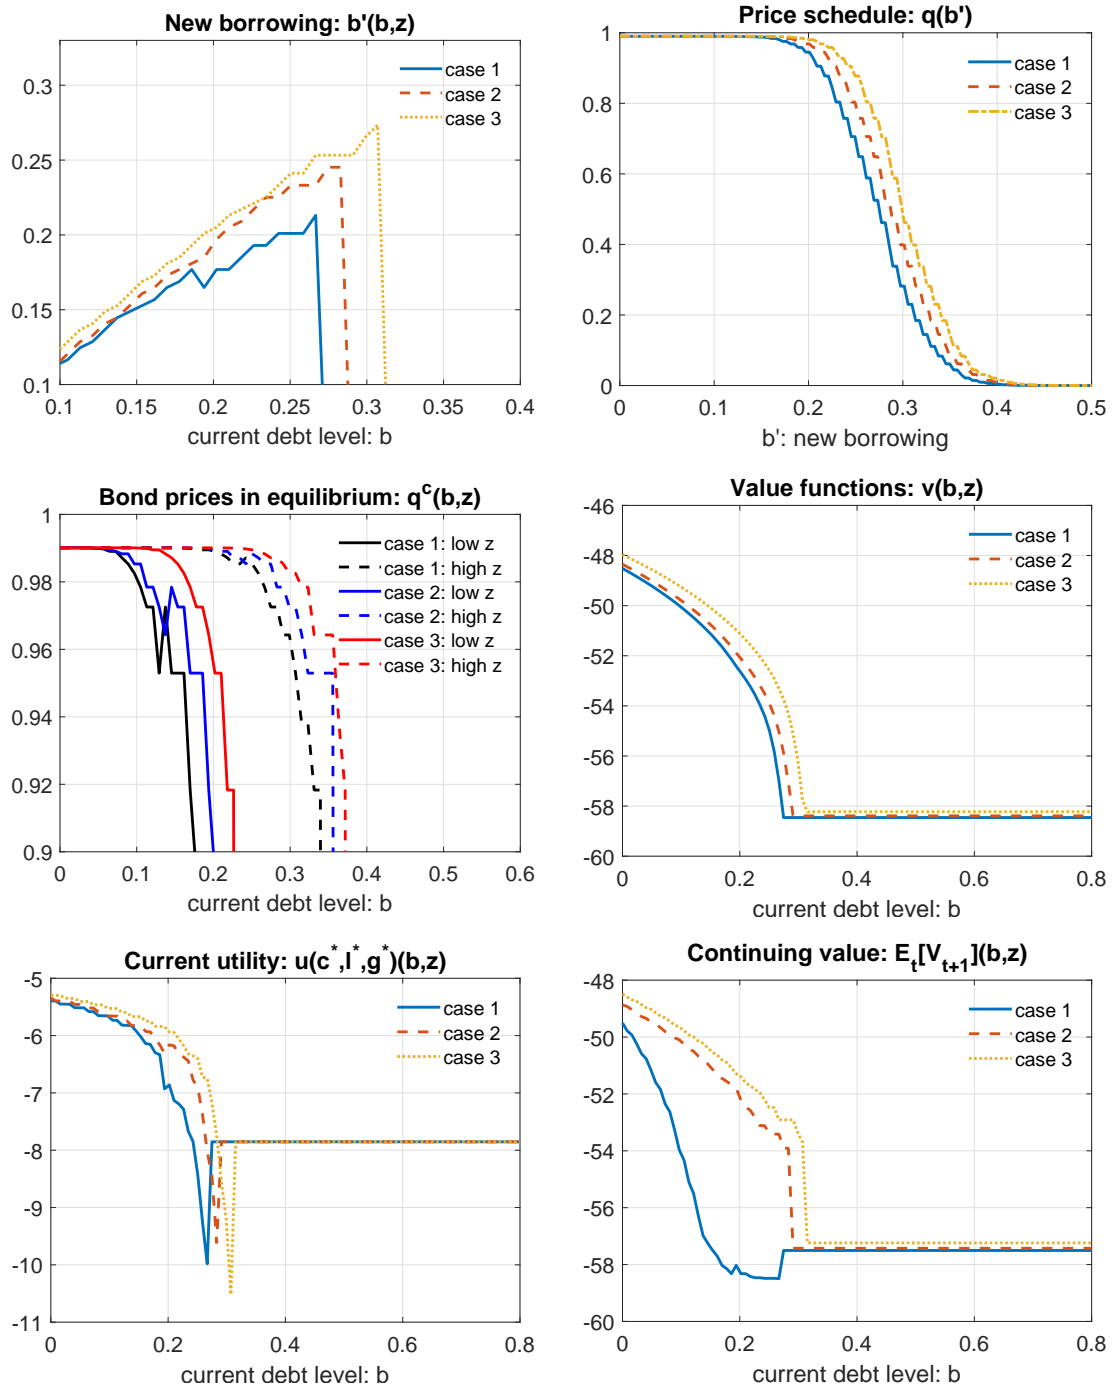 New borrowing: b'(b,z)
0.3
0.25
0.2
0.15
0.1
case 1
case 2
case 3
0.1 0.15 0.2 0.25 0.3 0.35 0.4
current debt level: b
Price schedule: q(b')
1
0.8
0.6
0.4
0.2
0
case 1
case 2
case 3
0 0.1 0.2 0.3 0.4 0.5
b': new borrowing
Bond prices in equilibrium: q^c(b,z)
1
0.98
0.96
0.94
0.92
0.9
case 1: low z
case 1: high z
case 2: low z
case 2: high z
case 3: low z
case 3: high z
0 0.1 0.2 0.3 0.4 0.5 0.6
current debt level: b
Value functions: v(b,z)
-46
-48
-50
-52
-54
-56
-58
-60
case 1
case 2
case 3
0 0.2 0.4 0.6 0.8
current debt level: b
Current utility: u(c^*,l^*,g^*)(b,z)
-5
-6
-7
-8
-9
-10
-11
case 1
case 2
case 3
0 0.2 0.4 0.6 0.8
current debt level: b
Continuing value: E_t[V_{t+1}](b,z)
-48
-50
-52
-54
-56
-58
-60
case 1
case 2
case 3
0 0.2 0.4 0.6 0.8
current debt level: b